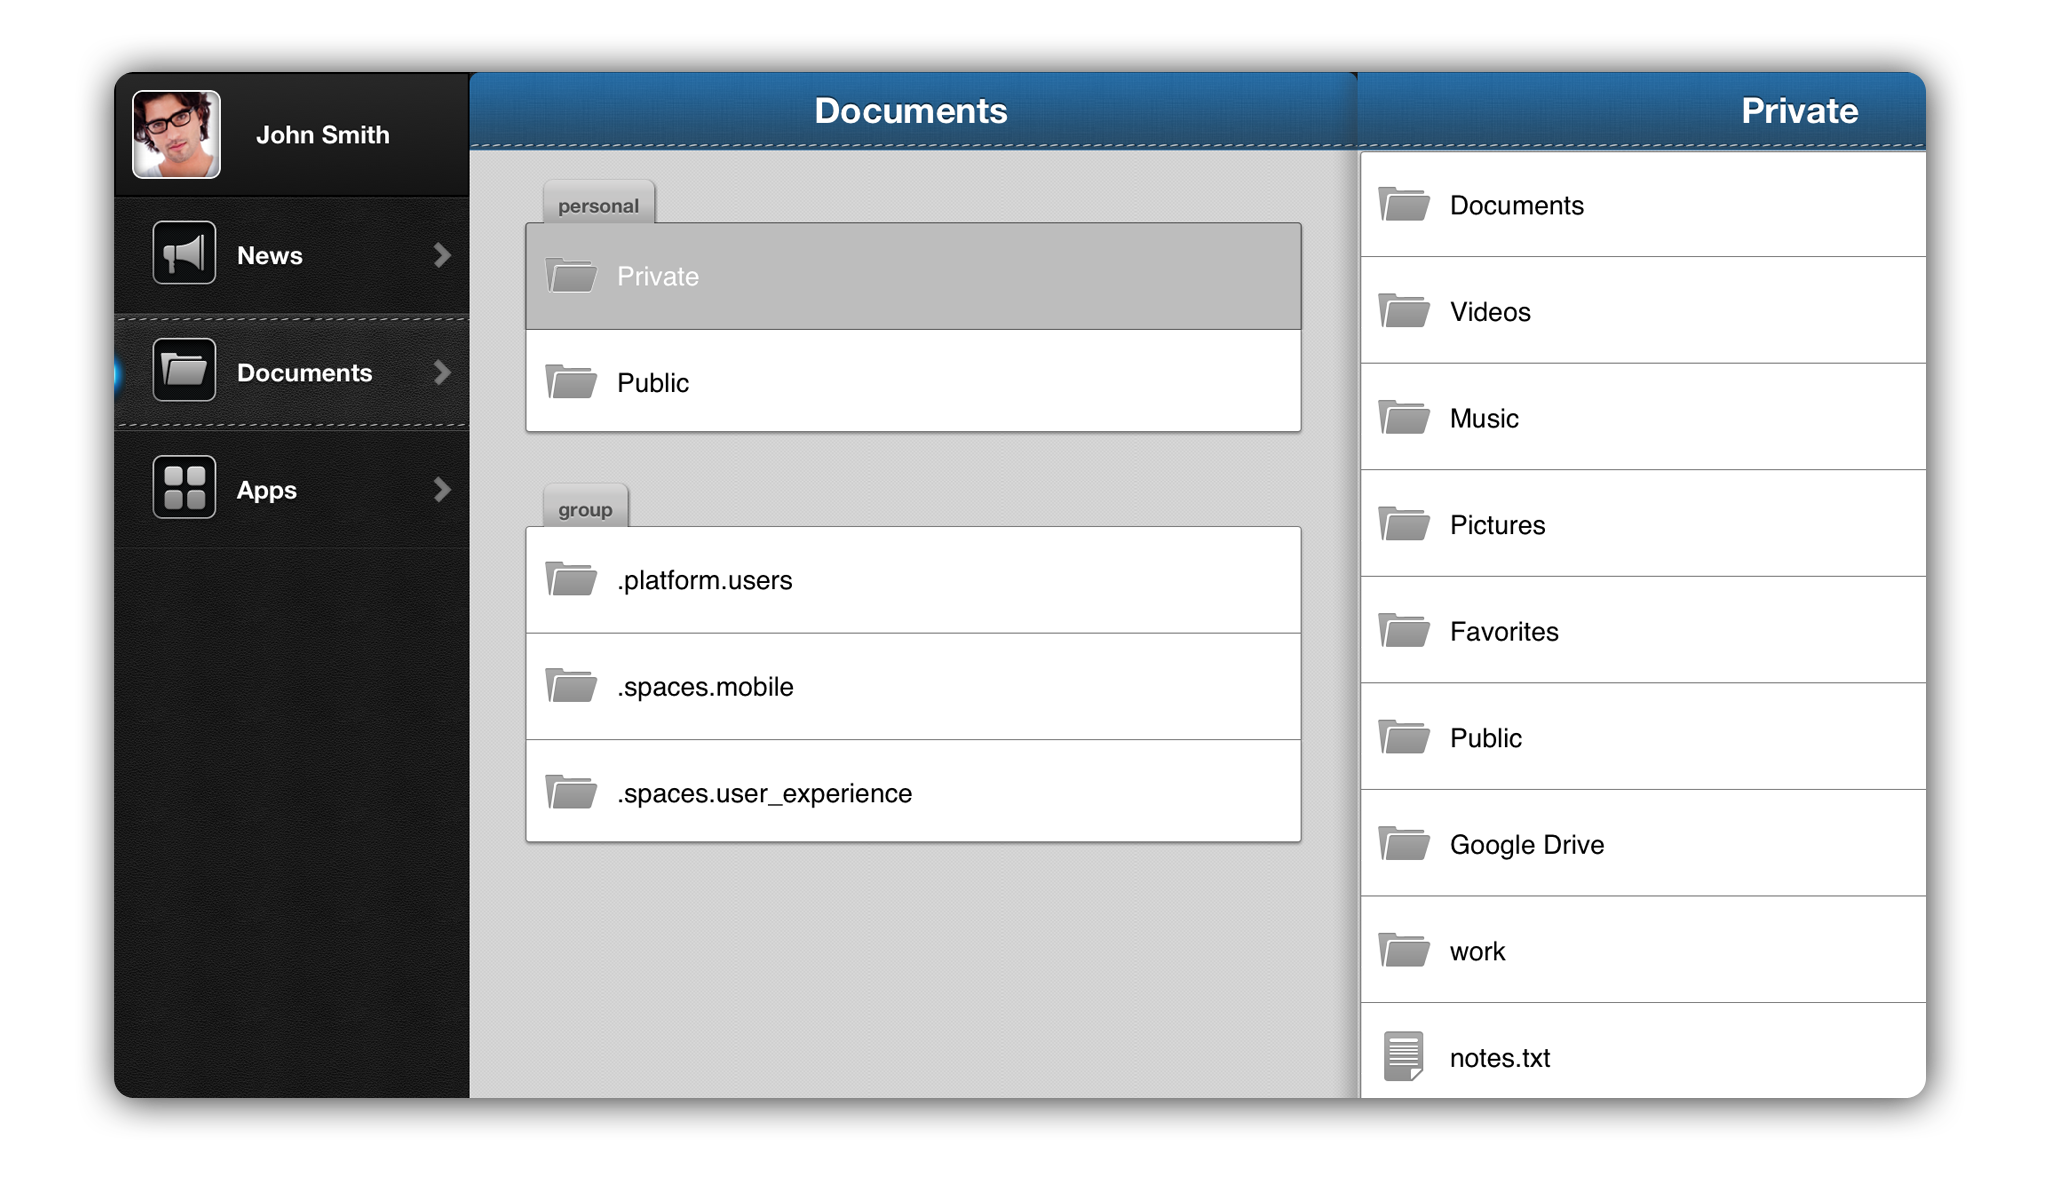 John Smith
News
Documents
Apps
Documents
personal
Private
Public
group
.platform.users
.spaces.mobile
.spaces.user_experience
Private
Documents
Videos
Music
Pictures
Favorites
Public
Google Drive
work
notes.txt